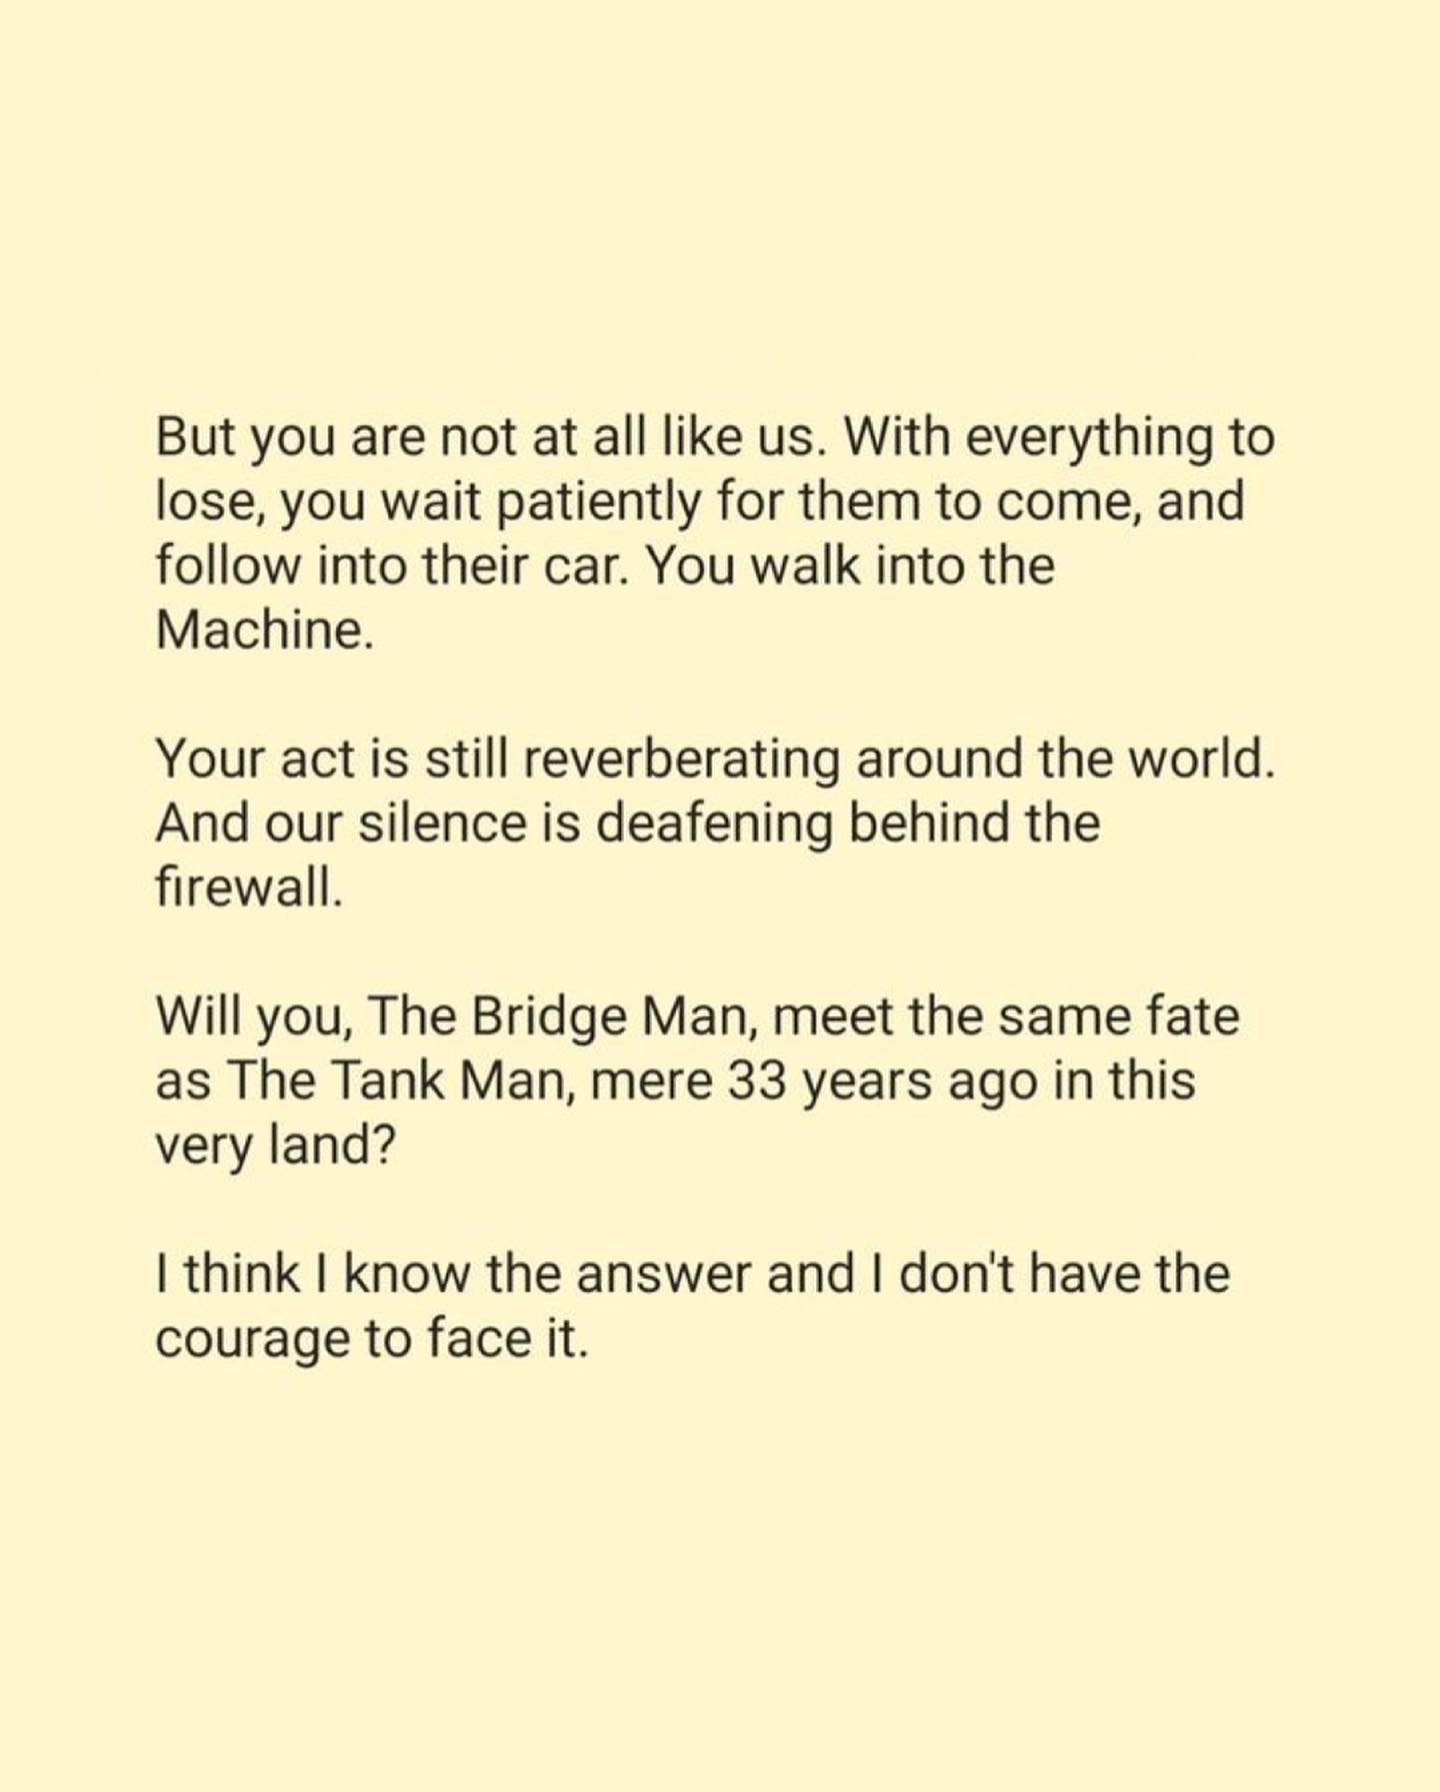 But you are not at all like us. With everything to
lose, you wait patiently for them to come, and
follow into their car. You walk into the
Machine.
Your act is still reverberating around the world.
And our silence is deafening behind the
firewall.
Will you, The Bridge Man, meet the same fate
as The Tank Man, mere 33 years ago in this
very land?
I think I know the answer and I don't have the
courage to face it.